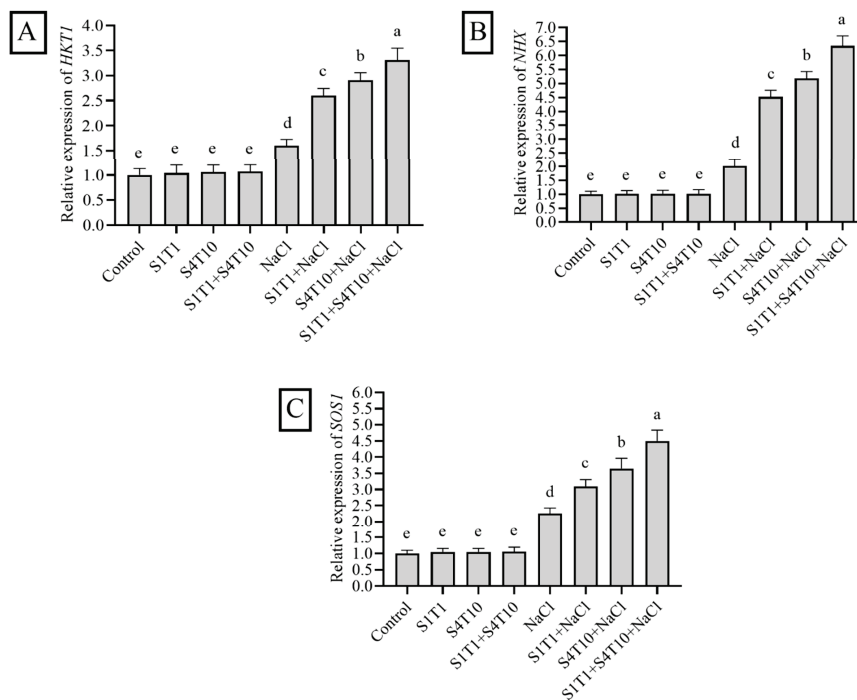 A
Relative expression of HKT1
4.0
3.5
3.0
2.5
2.0
1.5
1.0
0.5
0.0
e
e
e
e
d
c
b
a
Control
S1T1
S4T10
S1T1+S4T10
NaCl
S1T1+NaCl
S4T10+NaCl
S1T1+S4T10+NaCl
B
Relative expression of NHX
7.0
6.5
6.0
5.5
5.0
4.5
4.0
3.5
3.0
2.5
2.0
1.5
1.0
0.5
0.0
e
e
e
e
d
c
b
a
Control
S1T1
S4T10
S1T1+S4T10
NaCl
S1T1+NaCl
S4T10+NaCl
S1T1+S4T10+NaCl
C
Relative expression of SOS1
6.0
5.5
5.0
4.5
4.0
3.5
3.0
2.5
2.0
1.5
1.0
0.5
0.0
e
e
e
e
d
c
b
a
Control
S1T1
S4T10
S1T1+S4T10
NaCl
S1T1+NaCl
S4T10+NaCl
S1T1+S4T10+NaCl